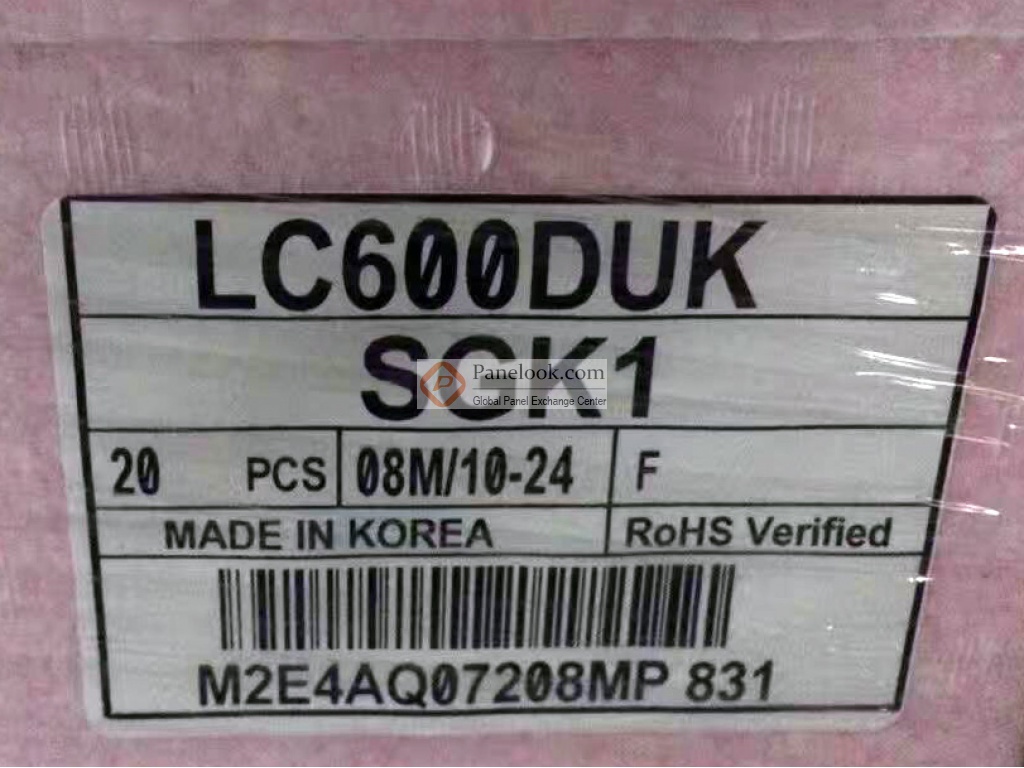 LC600DUK
SGK1
P Panelook.com
Global Panel Exchange Center
20 PCS 08M/10-24 F
MADE IN KOREA RoHS Verified
M2E4AQ07208MP 831